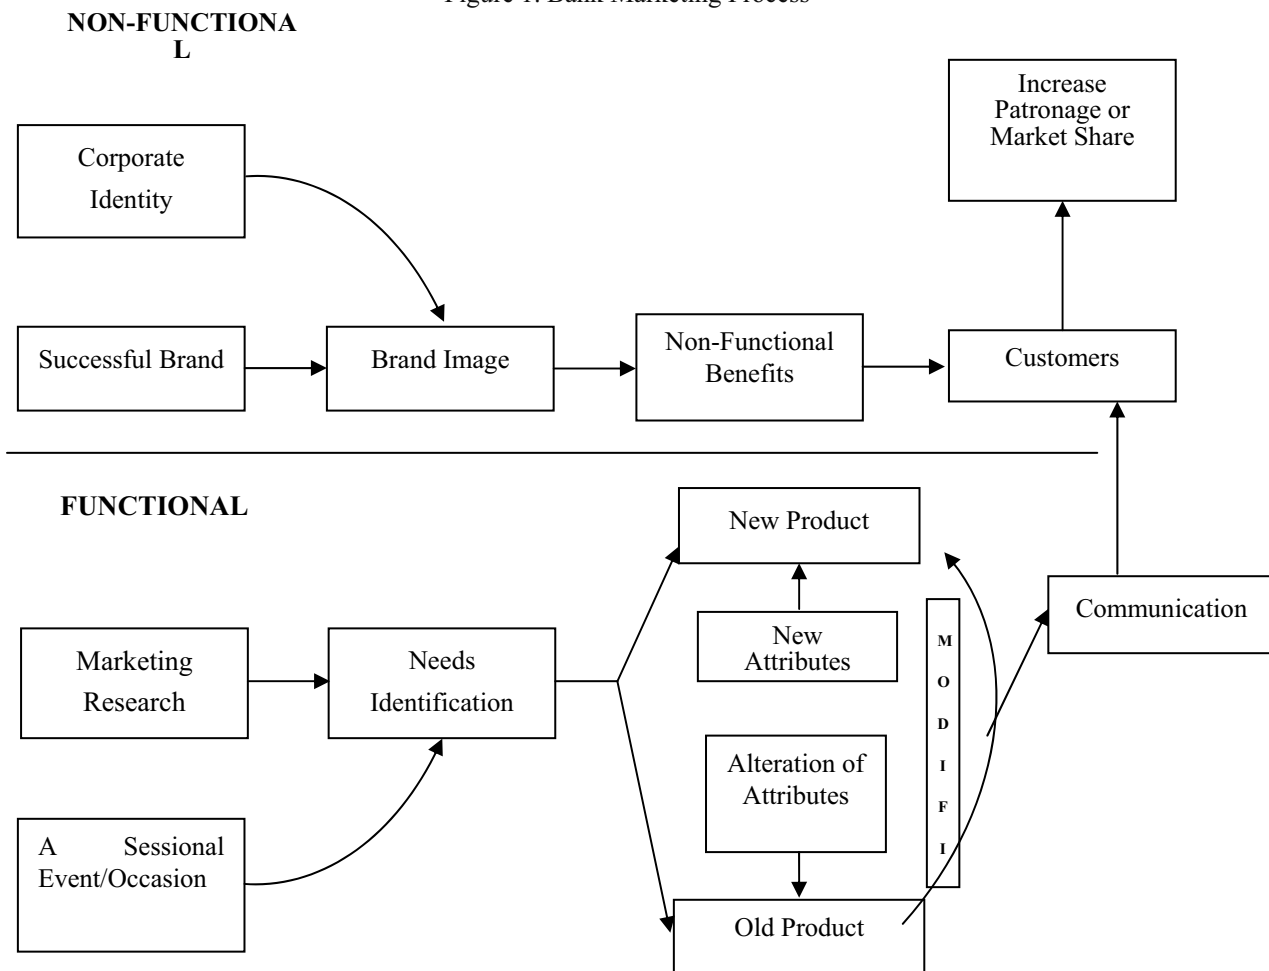 Figure 1: Bank Marketing Process
NON-FUNCTIONA
L
Increase
Patronage or
Market Share
Corporate
Identity
Successful Brand
Brand Image
Non-Functional
Benefits
Customers
FUNCTIONAL
New Product
New
Attributes
Communication
Marketing
Research
Needs
Identification
M
O
D
I
F
I
Alteration of
Attributes
A Sessional
Event/Occasion
Old Product